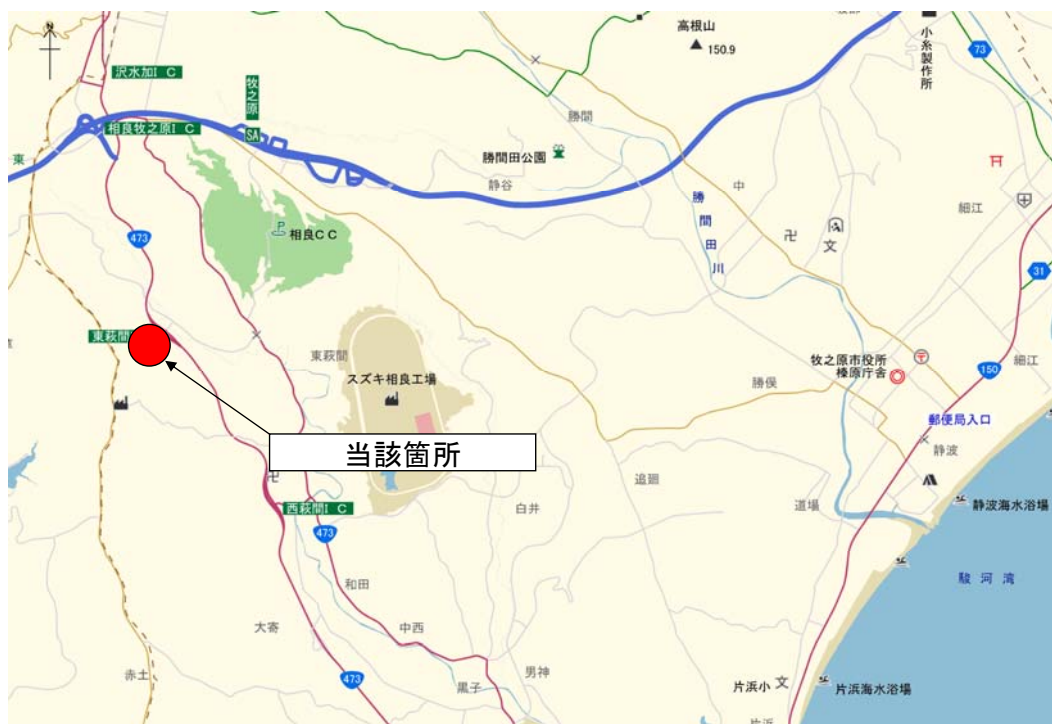 N
高根山
150.9
小糸製作所
73
沢水加I C
牧之原
SA
相良牧之原I C
東
勝間
勝間田公園
静谷
中
細江
勝間田川
文
相良C C
P
473
31
東萩間
東萩間
スズキ相良工場
牧之原市役所
榛原庁舎
細江
150
勝俣
郵便局入口
当該箇所
静波
追廻
白井
道場
静波海水浴場
西萩間I C
473
駿河湾
和田
大寄
中西
赤土
473
黒子
男神
片浜小
文
片浜海水浴場
片浜